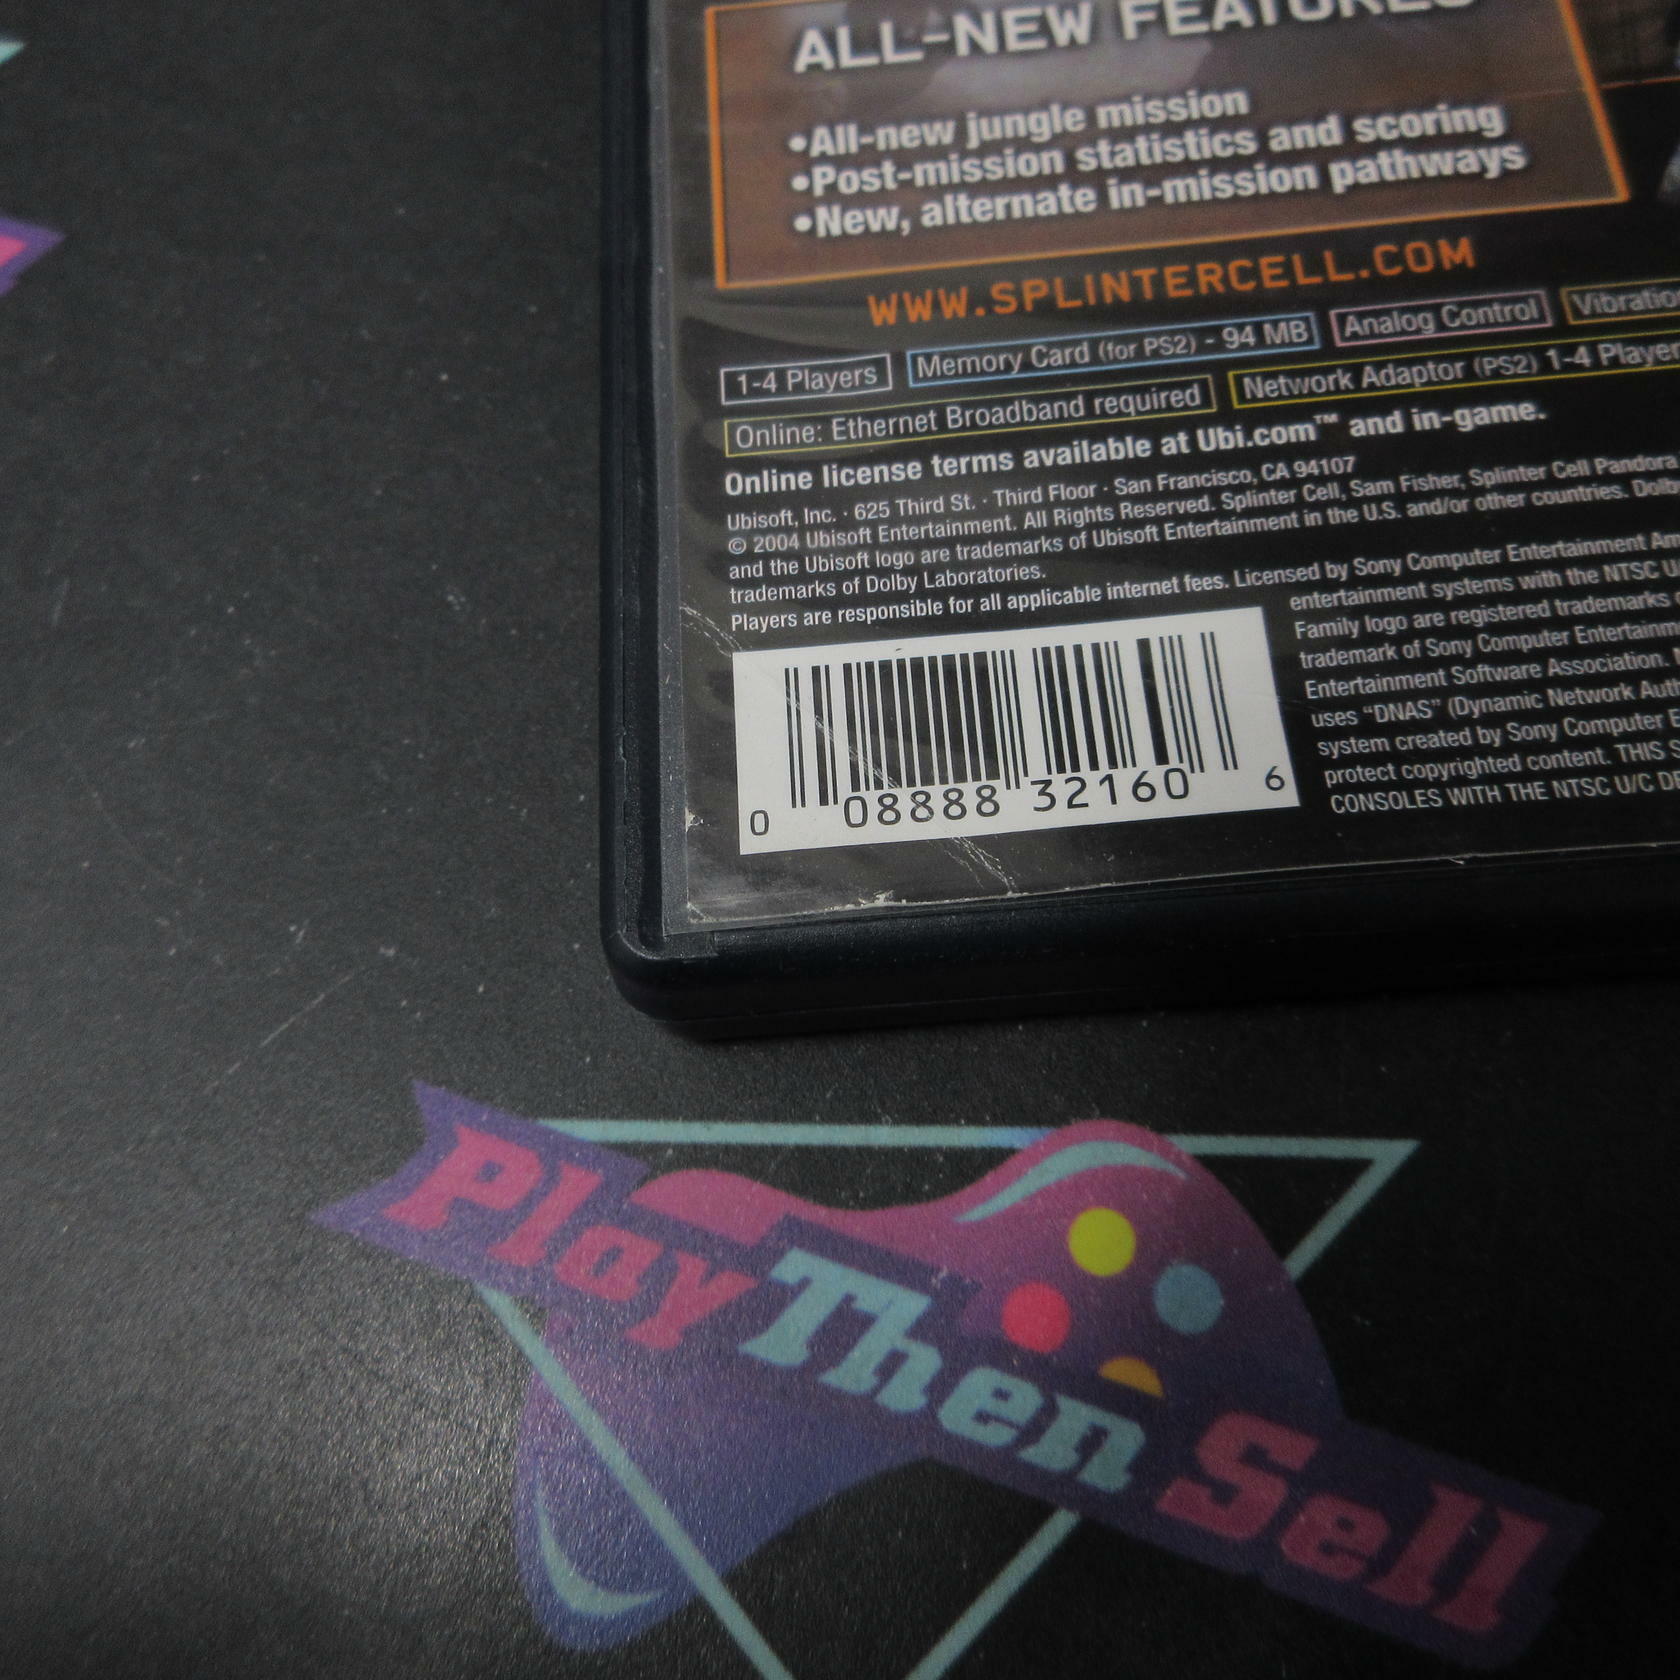 ALL-NEW FEATURES
•All-new jungle mission
•Post-mission statistics and scoring
•New, alternate in-mission pathways
WWW.SPLINTERCELL.COM
1-4 Players Memory Card (for PS2) - 94 MB Analog Control
Online: Ethernet Broadband required Network Adaptor (PS2) 1-4
Online license terms available at Ubi.com™ and in-game.
Ubisoft, Inc. · 625 Third St. · Third Floor · San Francisco, CA 94107
© 2004 Ubisoft Entertainment. All Rights Reserved. Splinter Cell, Sam Fisher, Splinter Cell Pandora
and the Ubisoft logo are trademarks of Ubisoft Entertainment in the U.S. and/or other countries.
trademarks of Dolby Laboratories.
Players are responsible for all applicable internet fees. Licensed by Sony Computer Entertainment
entertainment systems with the NTSC
Family logo are registered trademarks
trademark of Sony Computer
Entertainment Software Association.
uses “DNAS” (Dynamic Network
system created by Sony Computer
protect copyrighted content. THIS
CONSOLES WITH THE NTSC U/C
0 08888 32160 6
Play Then Sell